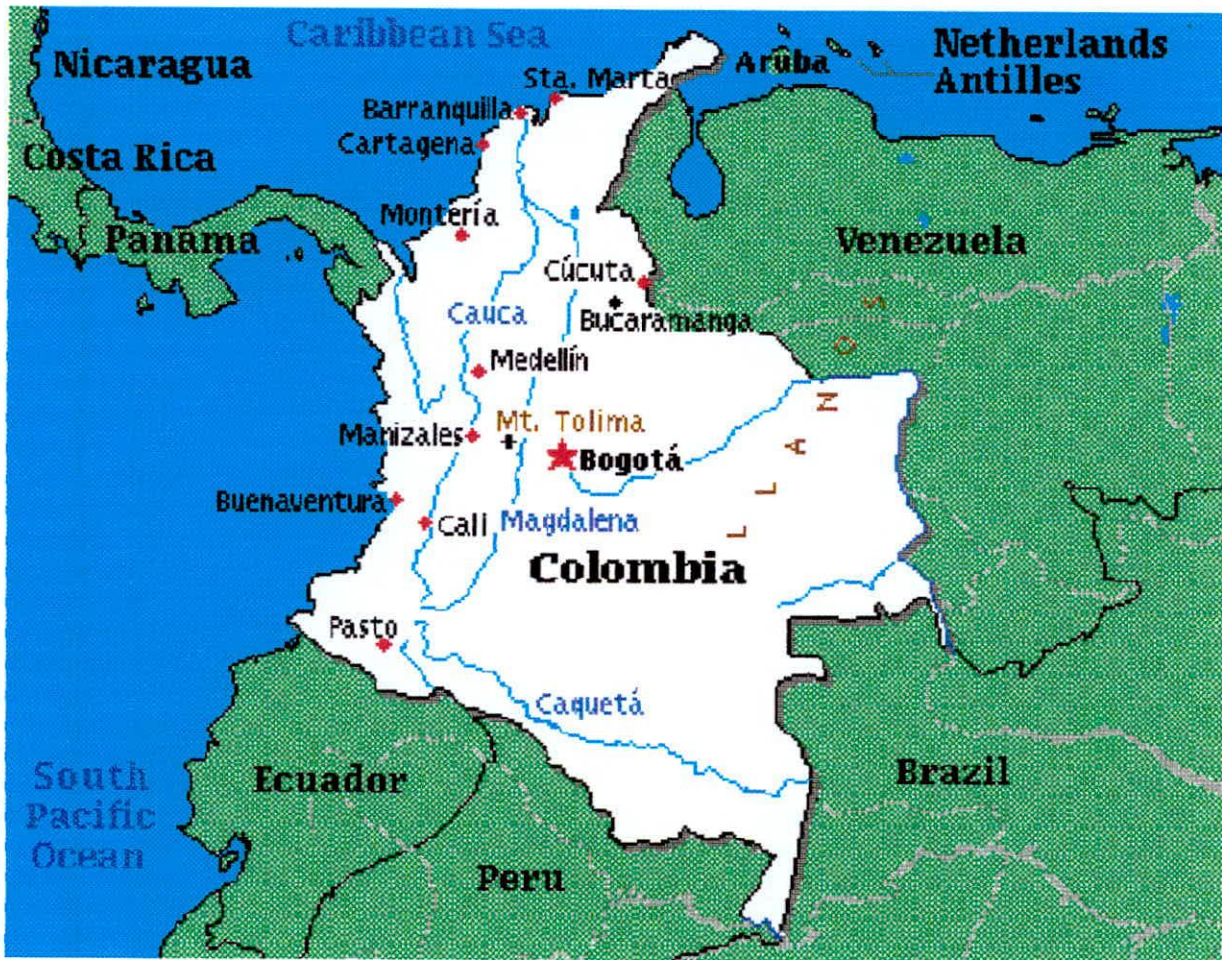 Caribbean Sea
Nicaragua
Aruba
Netherlands
Antilles
Sta. Marta
Barranquilla
Cartagena
Costa Rica
Montería
Panama
Venezuela
Cúcuta
Bucaramanga
Cauca
Medellín
Mt. Tolima
Manizales
Bogotá
L L A N O S
Buenaventura
Cali
Magdalena
Colombia
Pasto
Caquetá
Ecuador
Brazil
South
Pacific
Ocean
Peru